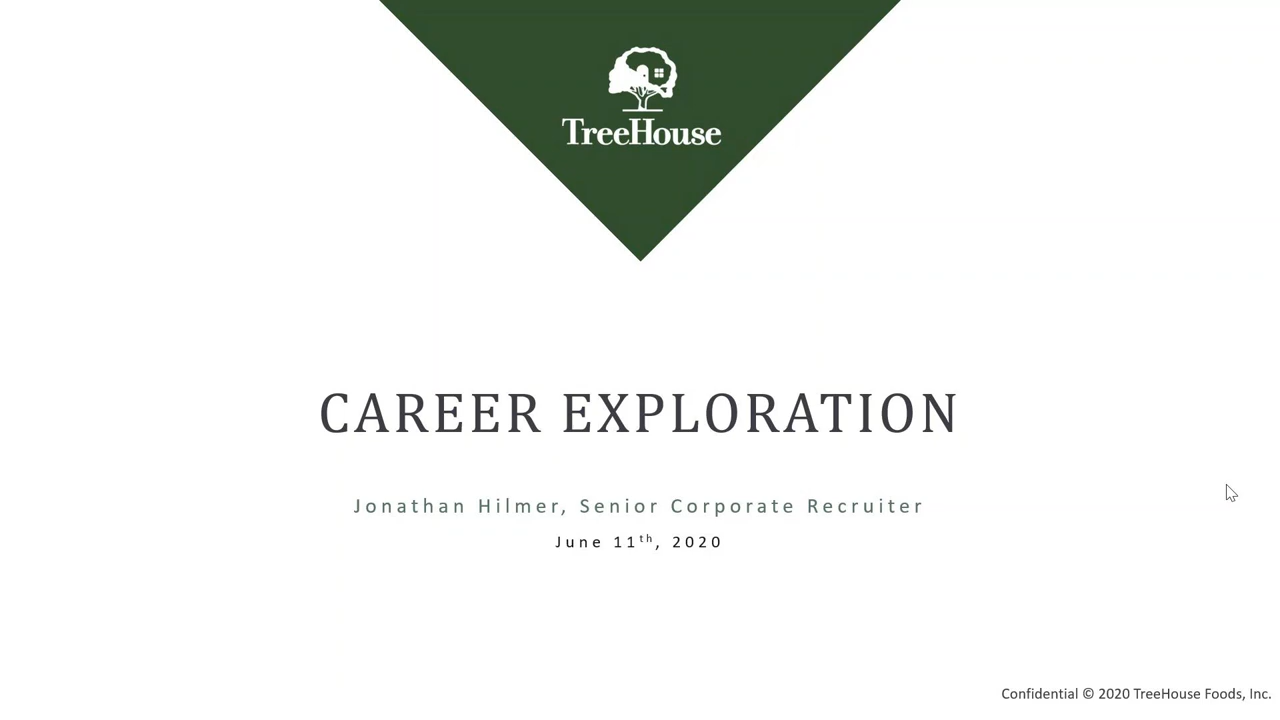 TreeHouse
CAREER EXPLORATION
Jonathan Hilmer, Senior Corporate Recruiter
June 11th, 2020
Confidential © 2020 TreeHouse Foods, Inc.